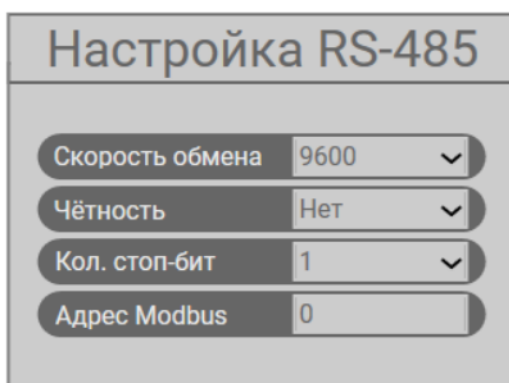 Настройка RS-485
Скорость обмена 9600
Чётность Нет
Кол. стоп-бит 1
Адрес Modbus 0